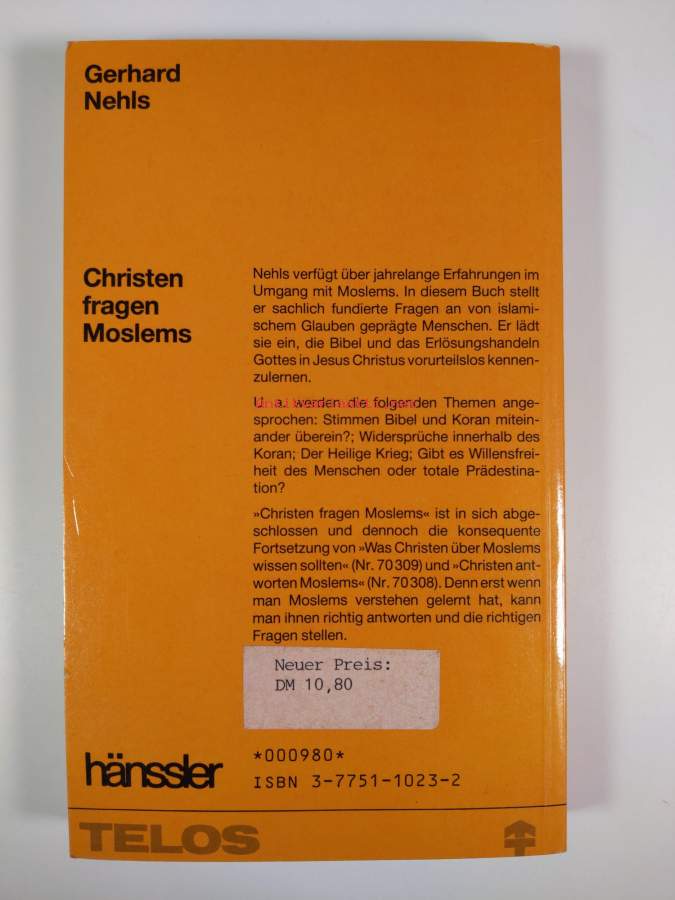 Gerhard
Nehls
Christen
fragen
Moslems
Nehls verfügt über jahrelange Erfahrungen im
Umgang mit Moslems. In diesem Buch stellt
er sachlich fundierte Fragen an von islami-
schem Glauben geprägte Menschen. Er lädt
sie ein, die Bibel und das Erlösungshandeln
Gottes in Jesus Christus vorurteilslos kennen-
zulernen.
U. a. werden die folgenden Themen ange-
sprochen: Stimmen Bibel und Koran mitein-
ander überein?; Widersprüche innerhalb des
Koran; Der Heilige Krieg; Gibt es Willensfrei-
heit des Menschen oder totale Prädestina-
tion?
»Christen fragen Moslems« ist in sich abge-
schlossen und dennoch die konsequente
Fortsetzung von »Was Christen über Moslems
wissen sollten« (Nr. 70309) und »Christen ant-
worten Moslems« (Nr. 70308). Denn erst wenn
man Moslems verstehen gelernt hat, kann
man ihnen richtig antworten und die richtigen
Fragen stellen.
Neuer Preis:
DM 10,80
hänssler
*000980*
ISBN 3-7751-1023-2
TELOS